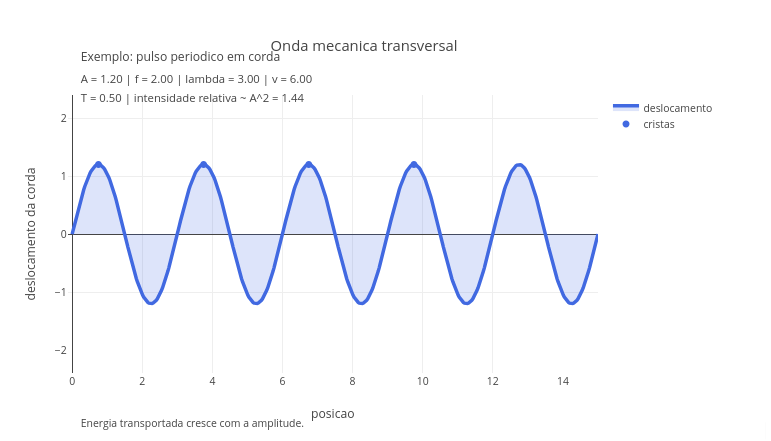 Onda mecanica transversal
Exemplo: pulso periodico em corda
A = 1.20 | f = 2.00 | lambda = 3.00 | v = 6.00
T = 0.50 | intensidade relativa ~ A^2 = 1.44
deslocamento
cristas
deslocamento da corda
2
1
0
−1
−2
0 2 4 6 8 10 12 14
posicao
Energia transportada cresce com a amplitude.